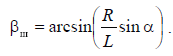 βш = arcsin(R/L sin α).